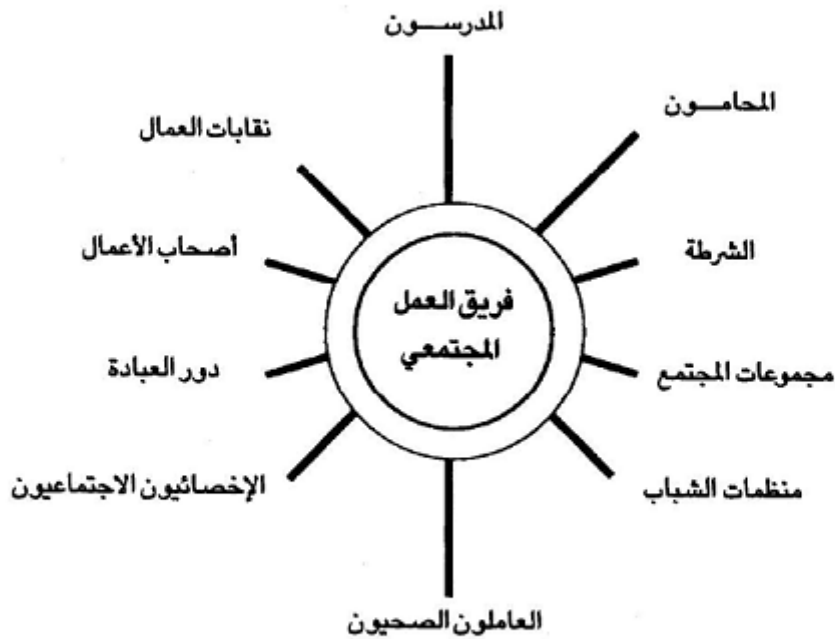 المدرســـون
المحامـــون
نقابات العمال
الشرطة
أصحاب الأعمال
فريق العمل
المجتمعي
مجموعات المجتمع
دور العبادة
منظمات الشباب
الإخصائيون الاجتماعيون
العاملون الصحيون